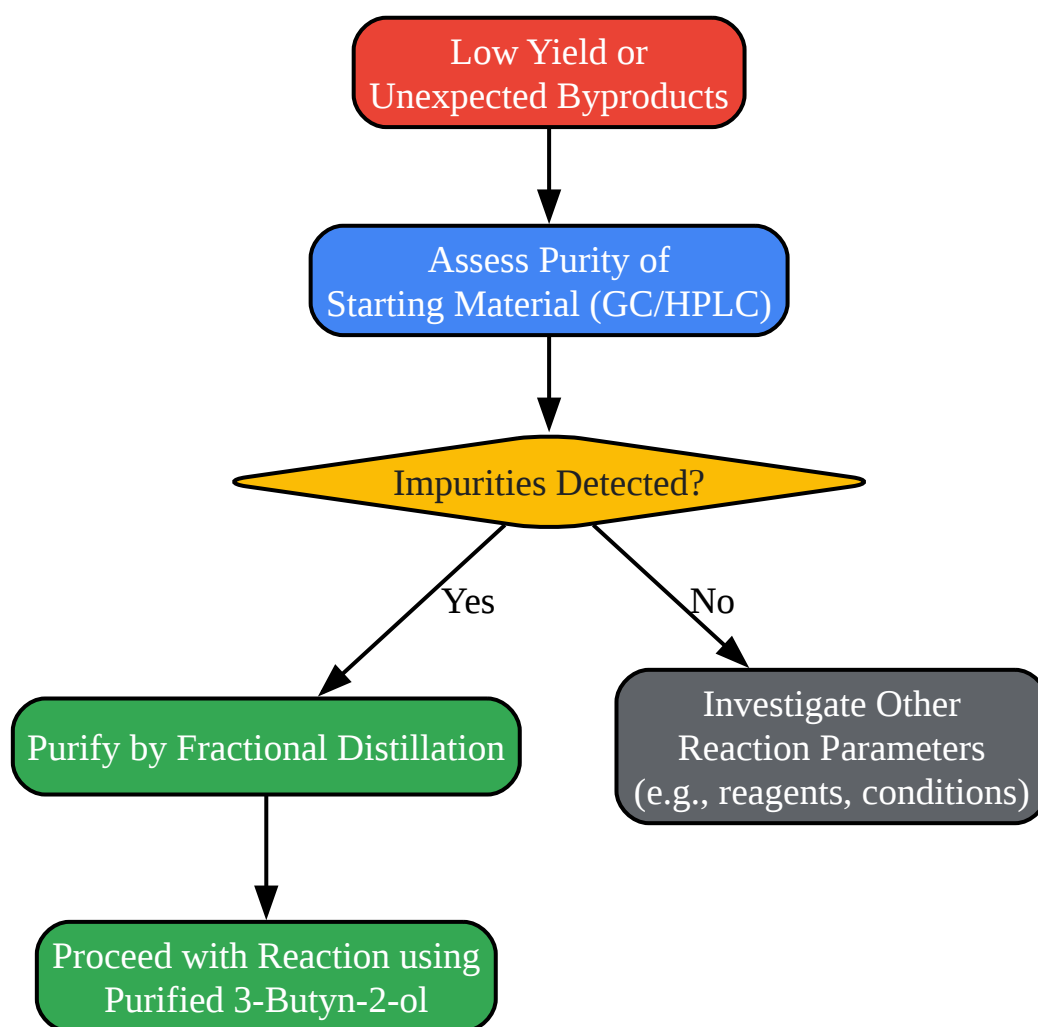 Low Yield or
Unexpected Byproducts
Assess Purity of
Starting Material (GC/HPLC)
Impurities Detected?
Yes
No
Purify by Fractional Distillation
Investigate Other
Reaction Parameters
(e.g., reagents, conditions)
Proceed with Reaction using
Purified 3-Butyn-2-ol